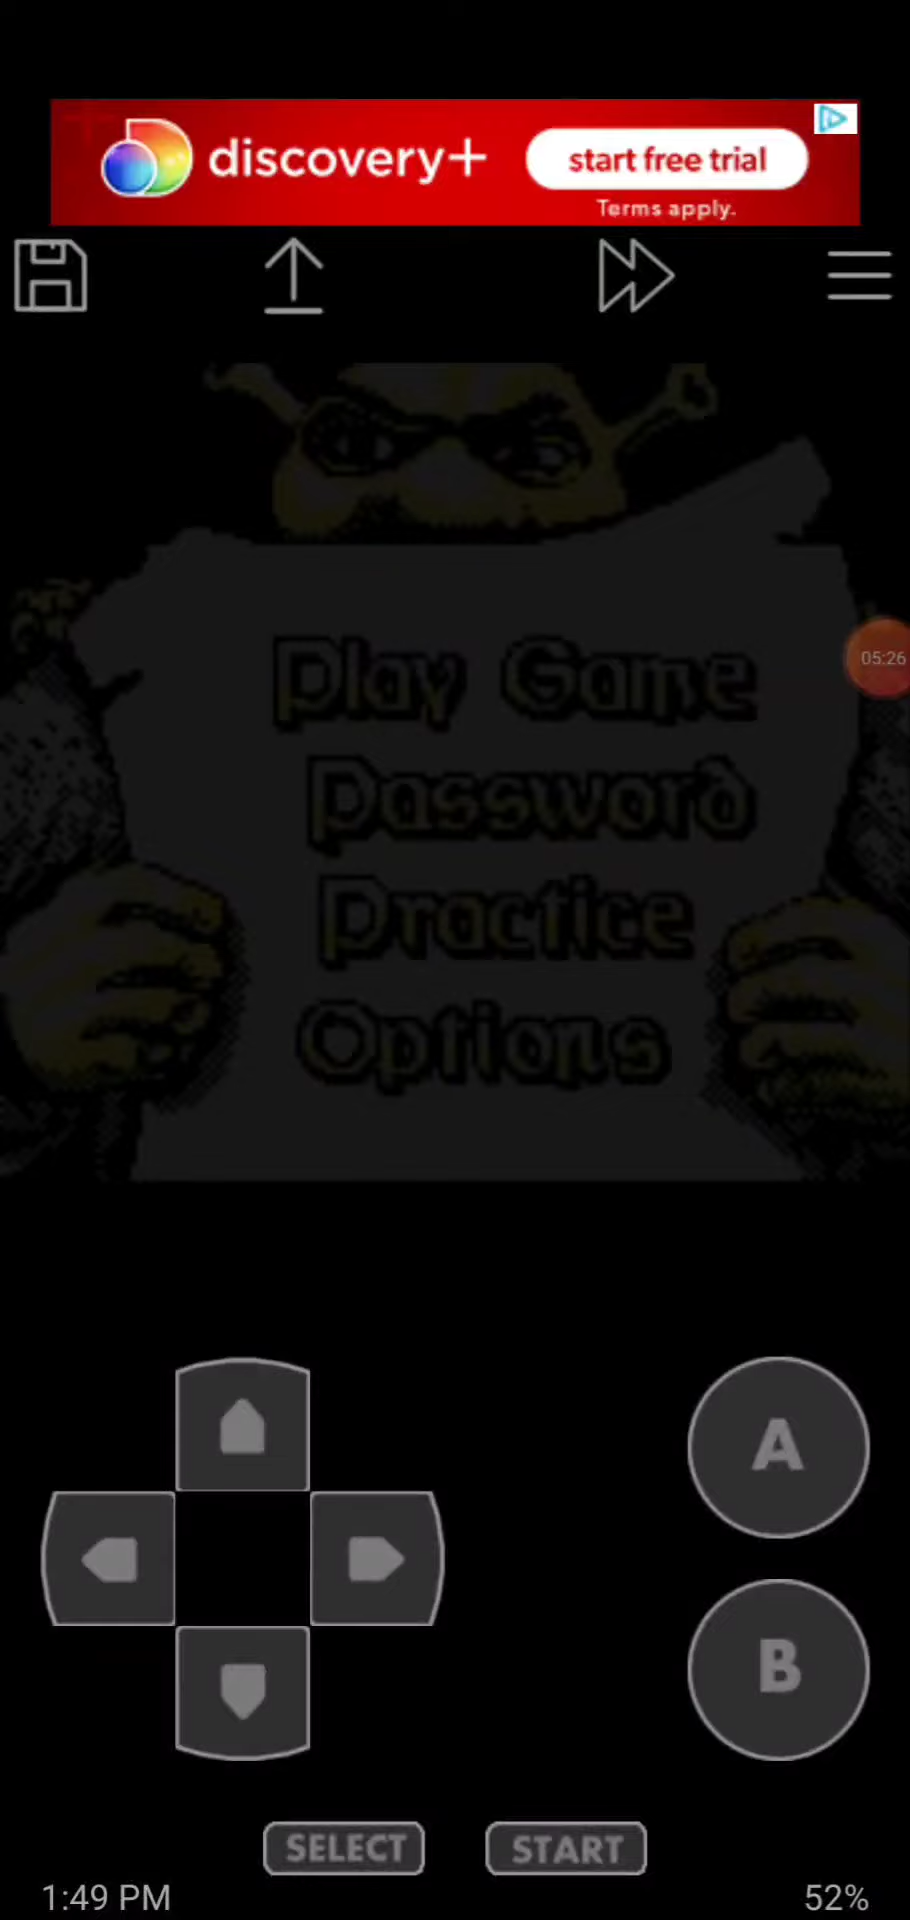 discovery+
start free trial
Terms apply.
05:26
Play Game
Password
Practice
Options
A
B
SELECT
START
1:49 PM
52%